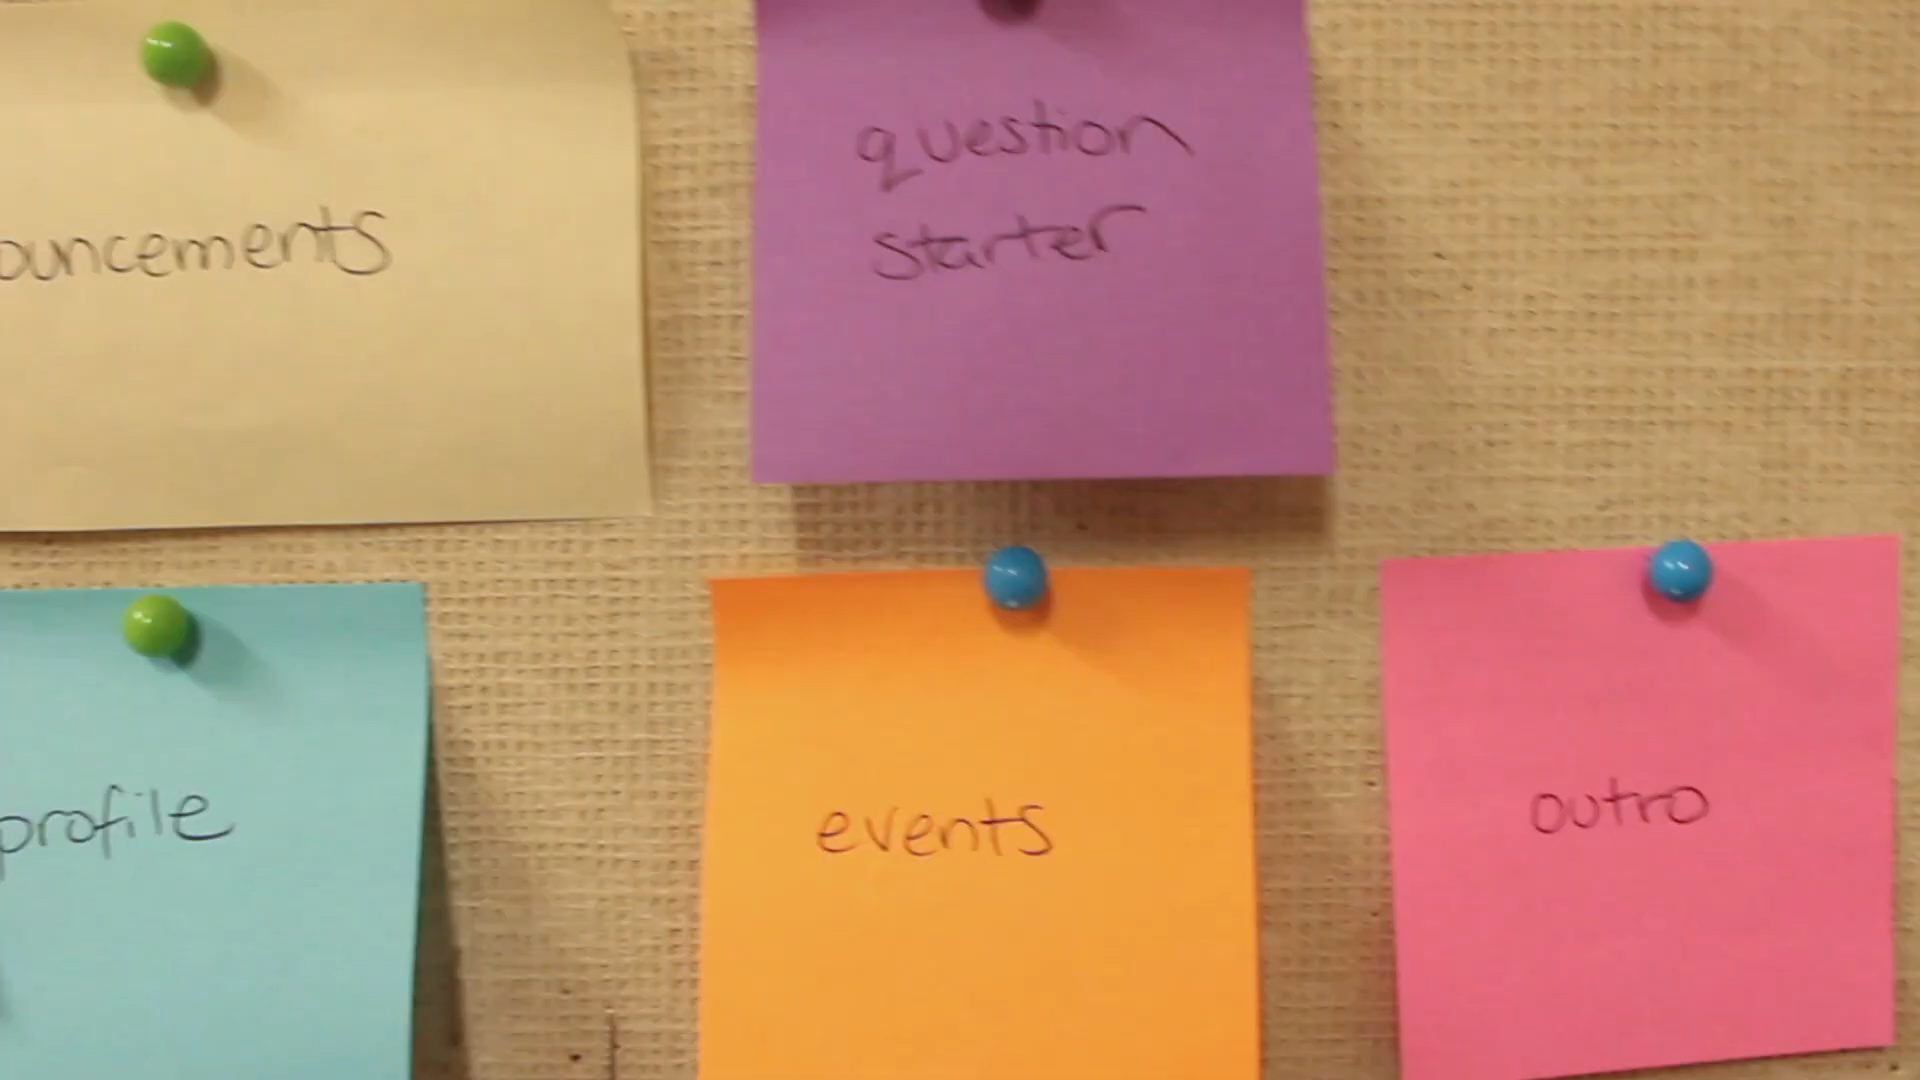 ouncements
question
starter
profile
events
outro